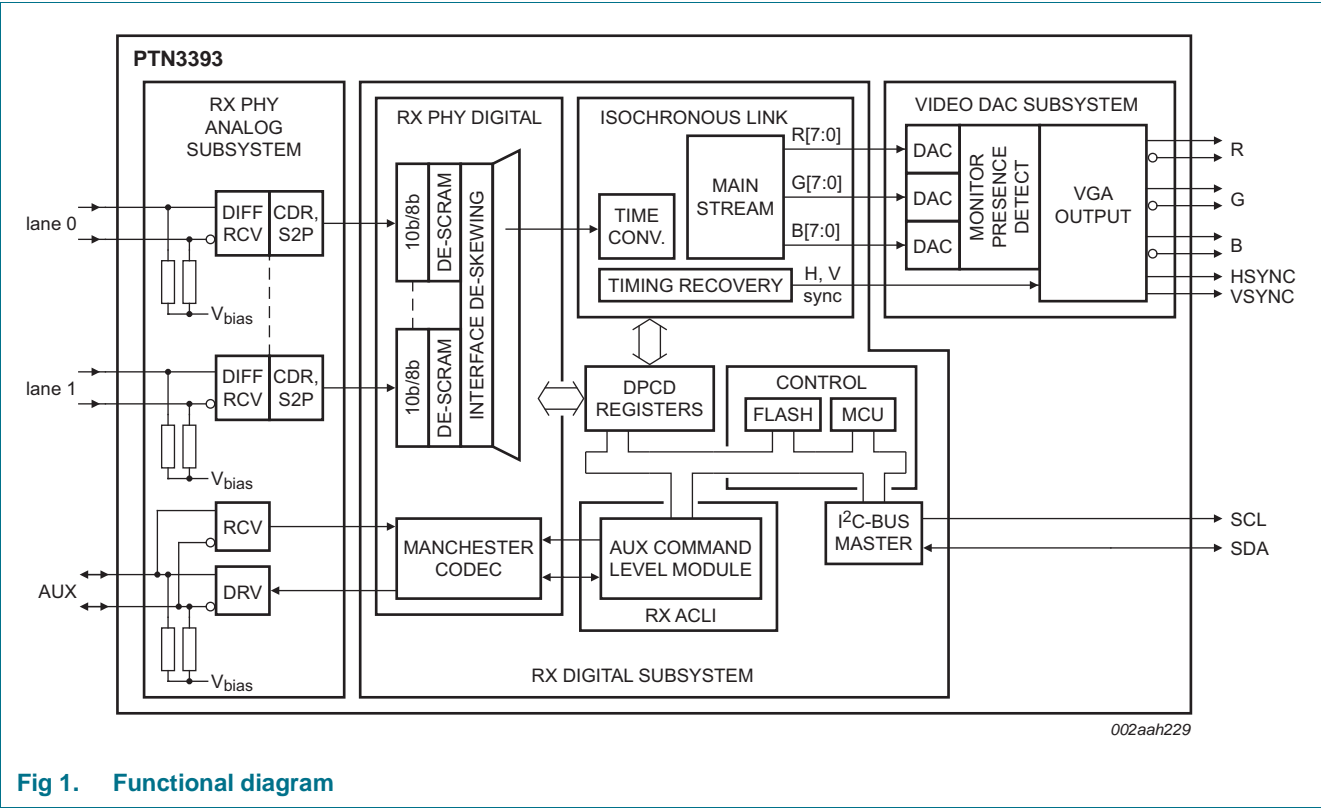 PTN3393
RX PHY
ANALOG
SUBSYSTEM
lane 0
DIFF
RCV
CDR,
S2P
Vbias
lane 1
DIFF
RCV
CDR,
S2P
Vbias
RCV
AUX
DRV
Vbias
RX PHY DIGITAL
10b/8b
DE-SCRAM
10b/8b
DE-SCRAM
INTERFACE DE-SKEWING
MANCHESTER
CODEC
ISOCHRONOUS LINK
TIME
CONV.
MAIN
STREAM
R[7:0]
G[7:0]
B[7:0]
TIMING RECOVERY
H, V
sync
DPCD
REGISTERS
CONTROL
FLASH
MCU
AUX COMMAND
LEVEL MODULE
RX ACLI
I2C-BUS
MASTER
RX DIGITAL SUBSYSTEM
VIDEO DAC SUBSYSTEM
DAC
DAC
DAC
MONITOR
PRESENCE
DETECT
VGA
OUTPUT
R
G
B
HSYNC
VSYNC
SCL
SDA
002aah229
Fig 1. Functional diagram